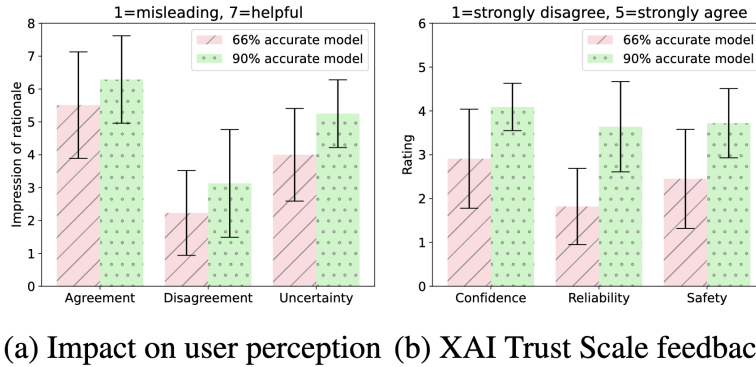 1=misleading, 7=helpful
8
7
6
5
4
3
2
1
0
Impression of rationale
66% accurate model
90% accurate model
Agreement
Disagreement
Uncertainty
(a) Impact on user perception
1=strongly disagree, 5=strongly agree
6
5
4
3
2
1
0
Rating
66% accurate model
90% accurate model
Confidence
Reliability
Safety
(b) XAI Trust Scale feedbac